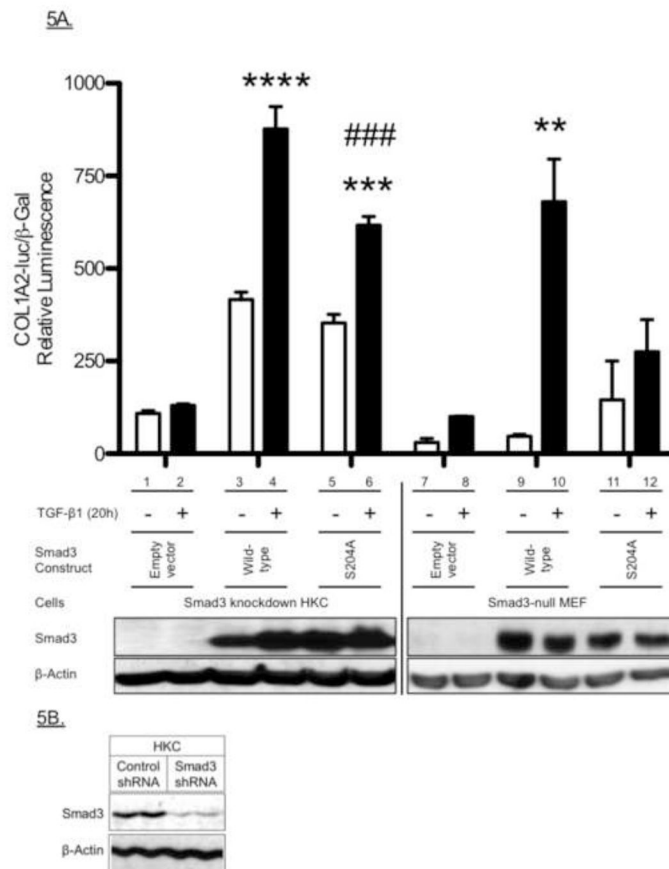 5A.
****
###
***
**
1000
750
500
250
0
COL1A2-luc/β-Gal
Relative Luminescence
1 2 3 4 5 6 7 8 9 10 11 12
TGF-β1 (20h) - + - + - + - + - + - +
Smad3
Construct
Empty
vector
Wild-
type
S204A
Empty
vector
Wild-
type
S204A
Cells Smad3 knockdown HKC Smad3-null MEF
Smad3
β-Actin
5B.
HKC
Control
shRNA
Smad3
shRNA
Smad3
β-Actin